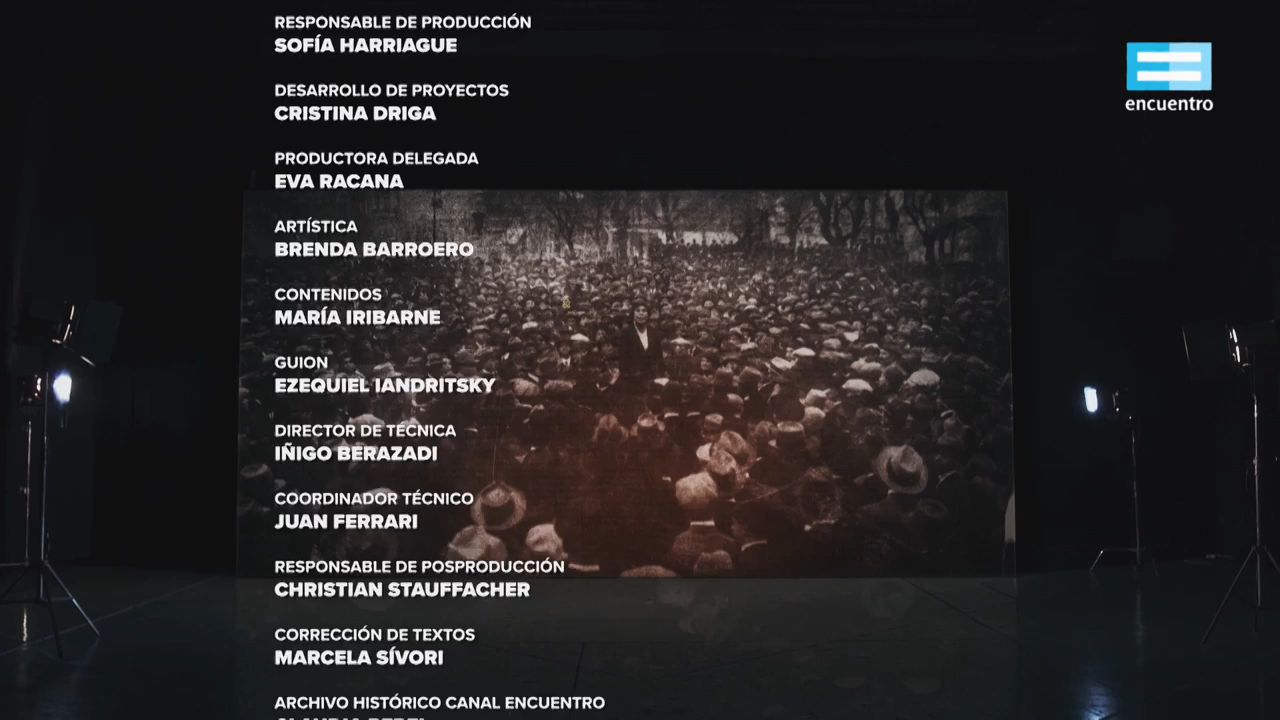 RESPONSABLE DE PRODUCCIÓN
SOFÍA HARRIAGUE
DESARROLLO DE PROYECTOS
CRISTINA DRIGA
PRODUCTORA DELEGADA
EVA RACANA
ARTÍSTICA
BRENDA BARROERO
CONTENIDOS
MARÍA IRIBARNE
GUION
EZEQUIEL IANDRITSKY
DIRECTOR DE TÉCNICA
IÑIGO BERAZADI
COORDINADOR TÉCNICO
JUAN FERRARI
RESPONSABLE DE POSPRODUCCIÓN
CHRISTIAN STAUFFACHER
CORRECCIÓN DE TEXTOS
MARCELA SÍVORI
ARCHIVO HISTÓRICO CANAL ENCUENTRO
encuentro